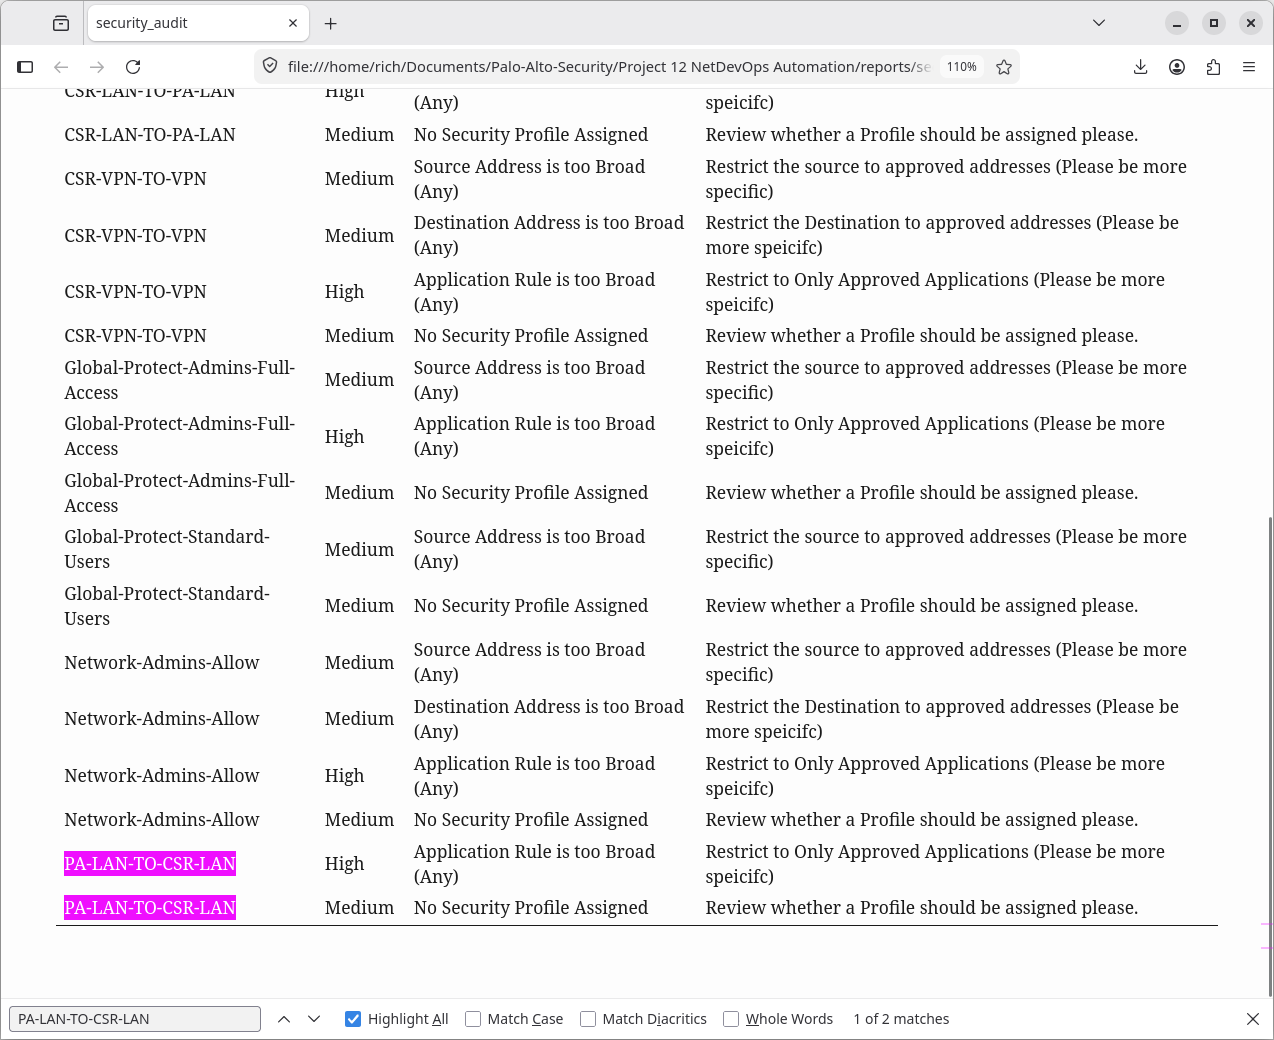 security_audit
file:///home/rich/Documents/Palo-Alto-Security/Project 12 NetDevOps Automation/reports/se
110%
CSR-LAN-TO-PA-LAN High (Any) speicifc)
CSR-LAN-TO-PA-LAN Medium No Security Profile Assigned Review whether a Profile should be assigned please.
CSR-VPN-TO-VPN Medium Source Address is too Broad Restrict the source to approved addresses (Please be more
(Any) specific)
CSR-VPN-TO-VPN Medium Destination Address is too Broad Restrict the Destination to approved addresses (Please be
(Any) more speicifc)
CSR-VPN-TO-VPN High Application Rule is too Broad Restrict to Only Approved Applications (Please be more
(Any) speicifc)
CSR-VPN-TO-VPN Medium No Security Profile Assigned Review whether a Profile should be assigned please.
Global-Protect-Admins-Full- Medium Source Address is too Broad Restrict the source to approved addresses (Please be more
Access (Any) specific)
Global-Protect-Admins-Full- High Application Rule is too Broad Restrict to Only Approved Applications (Please be more
Access (Any) speicifc)
Global-Protect-Admins-Full- Medium No Security Profile Assigned Review whether a Profile should be assigned please.
Access
Global-Protect-Standard- Medium Source Address is too Broad Restrict the source to approved addresses (Please be more
Users (Any) specific)
Global-Protect-Standard- Medium No Security Profile Assigned Review whether a Profile should be assigned please.
Users
Network-Admins-Allow Medium Source Address is too Broad Restrict the source to approved addresses (Please be more
(Any) specific)
Network-Admins-Allow Medium Destination Address is too Broad Restrict the Destination to approved addresses (Please be
(Any) more speicifc)
Network-Admins-Allow High Application Rule is too Broad Restrict to Only Approved Applications (Please be more
(Any) speicifc)
Network-Admins-Allow Medium No Security Profile Assigned Review whether a Profile should be assigned please.
PA-LAN-TO-CSR-LAN High Application Rule is too Broad Restrict to Only Approved Applications (Please be more
(Any) speicifc)
PA-LAN-TO-CSR-LAN Medium No Security Profile Assigned Review whether a Profile should be assigned please.
PA-LAN-TO-CSR-LAN Highlight All Match Case Match Diacritics Whole Words 1 of 2 matches